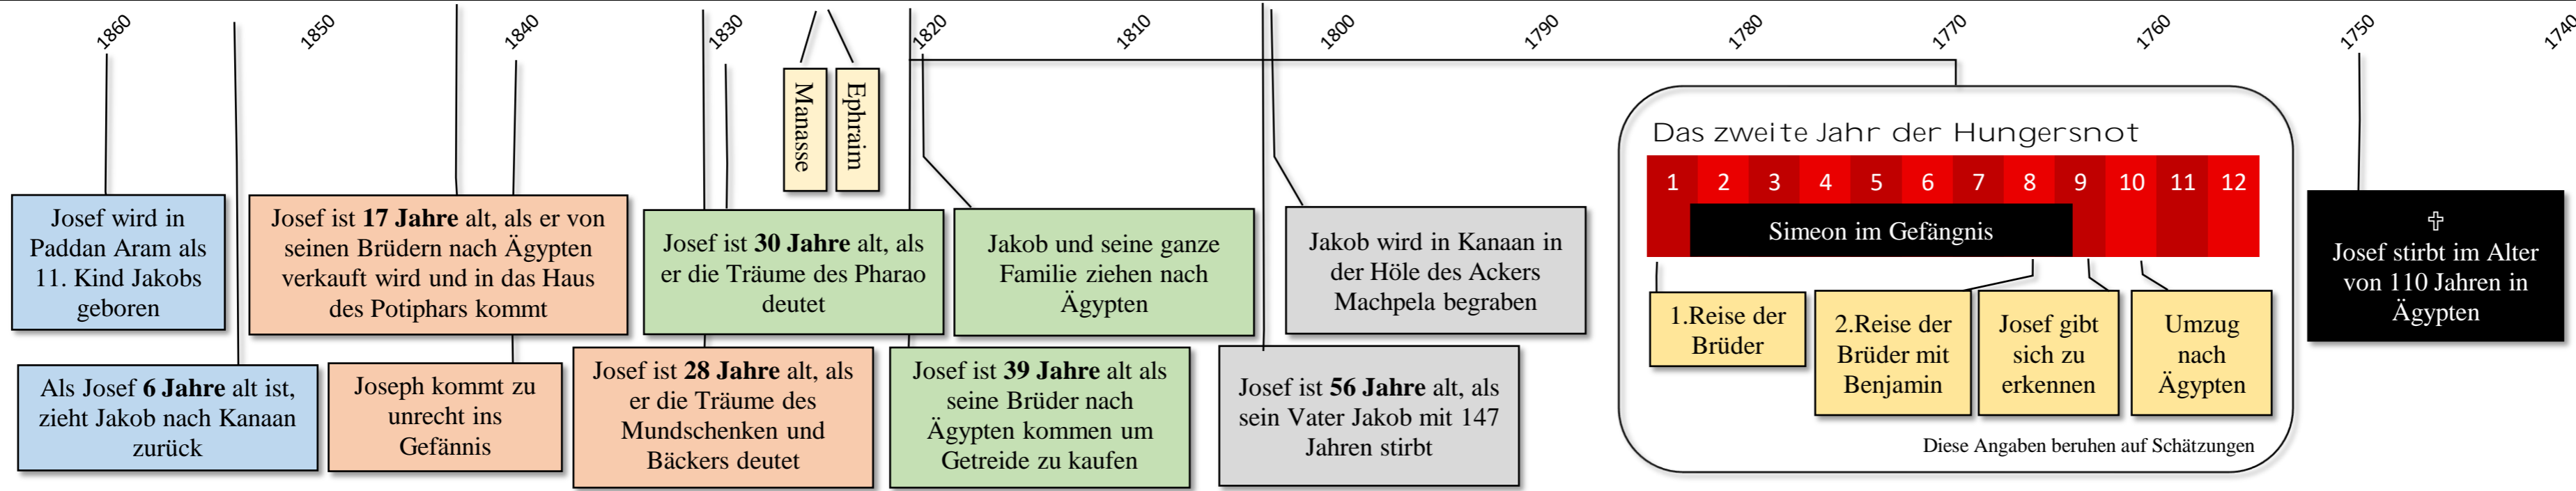 1860
1850
1840
1830
1820
1810
1800
1790
1780
1770
1760
1750
1740
Manasse
Ephraim
Josef wird in
Paddan Aram als
11. Kind Jakobs
geboren
Als Josef 6 Jahre alt ist,
zieht Jakob nach Kanaan
zurück
Josef ist 17 Jahre alt, als er von
seinen Brüdern nach Ägypten
verkauft wird und in das Haus
des Potiphars kommt
Joseph kommt zu
unrecht ins
Gefännis
Josef ist 28 Jahre alt, als
er die Träume des
Mundschenken und
Bäckers deutet
Josef ist 30 Jahre alt, als
er die Träume des Pharao
deutet
Josef ist 39 Jahre alt als
seine Brüder nach
Ägypten kommen um
Getreide zu kaufen
Jakob und seine ganze
Familie ziehen nach
Ägypten
Josef ist 56 Jahre alt, als
sein Vater Jakob mit 147
Jahren stirbt
Jakob wird in Kanaan in
der Höle des Ackers
Machpela begraben
Das zweite Jahr der Hungersnot
1 2 3 4 5 6 7 8 9 10 11 12
Simeon im Gefängnis
1.Reise der
Brüder
2.Reise der
Brüder mit
Benjamin
Josef gibt
sich zu
erkennen
Umzug
nach
Ägypten
Diese Angaben beruhen auf Schätzungen
✞
Josef stirbt im Alter
von 110 Jahren in
Ägypten